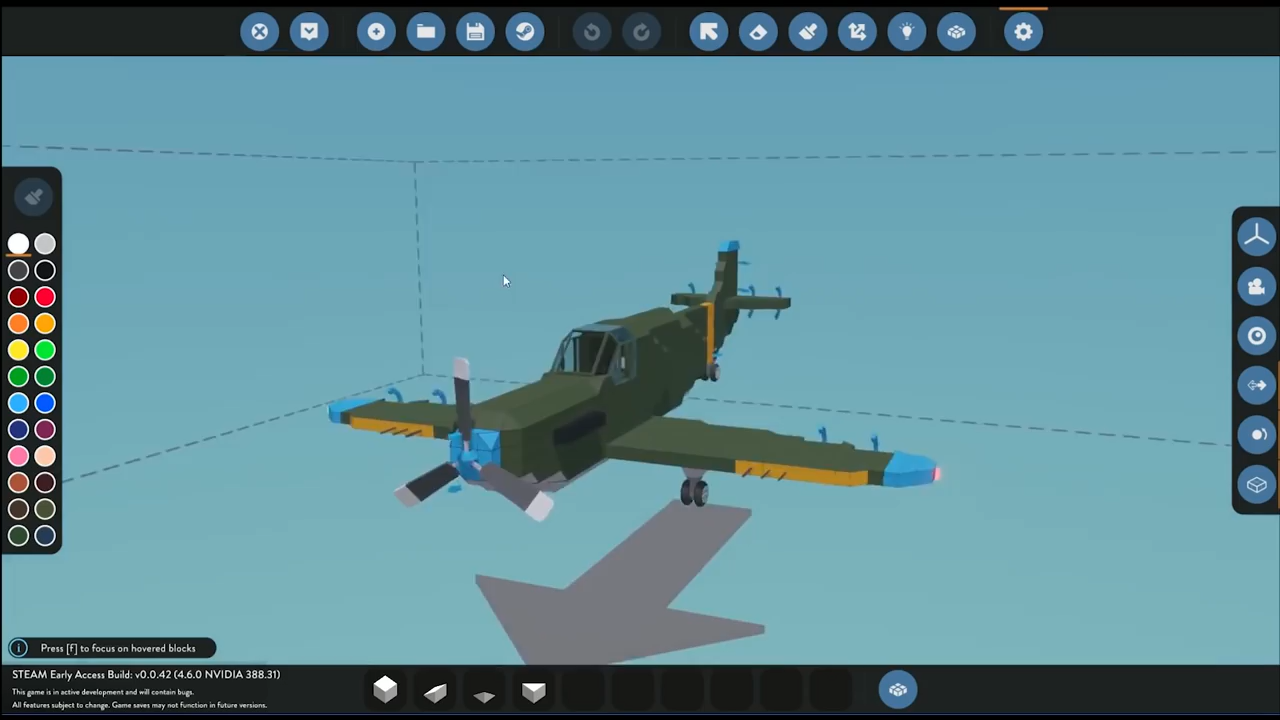 Press [f] to focus on hovered blocks
STEAM Early Access Build: v0.0.42 (4.6.0 NVIDIA 388.31)
This game is in active development and will contain bugs.
All features subject to change. Game saves may not function in future versions.